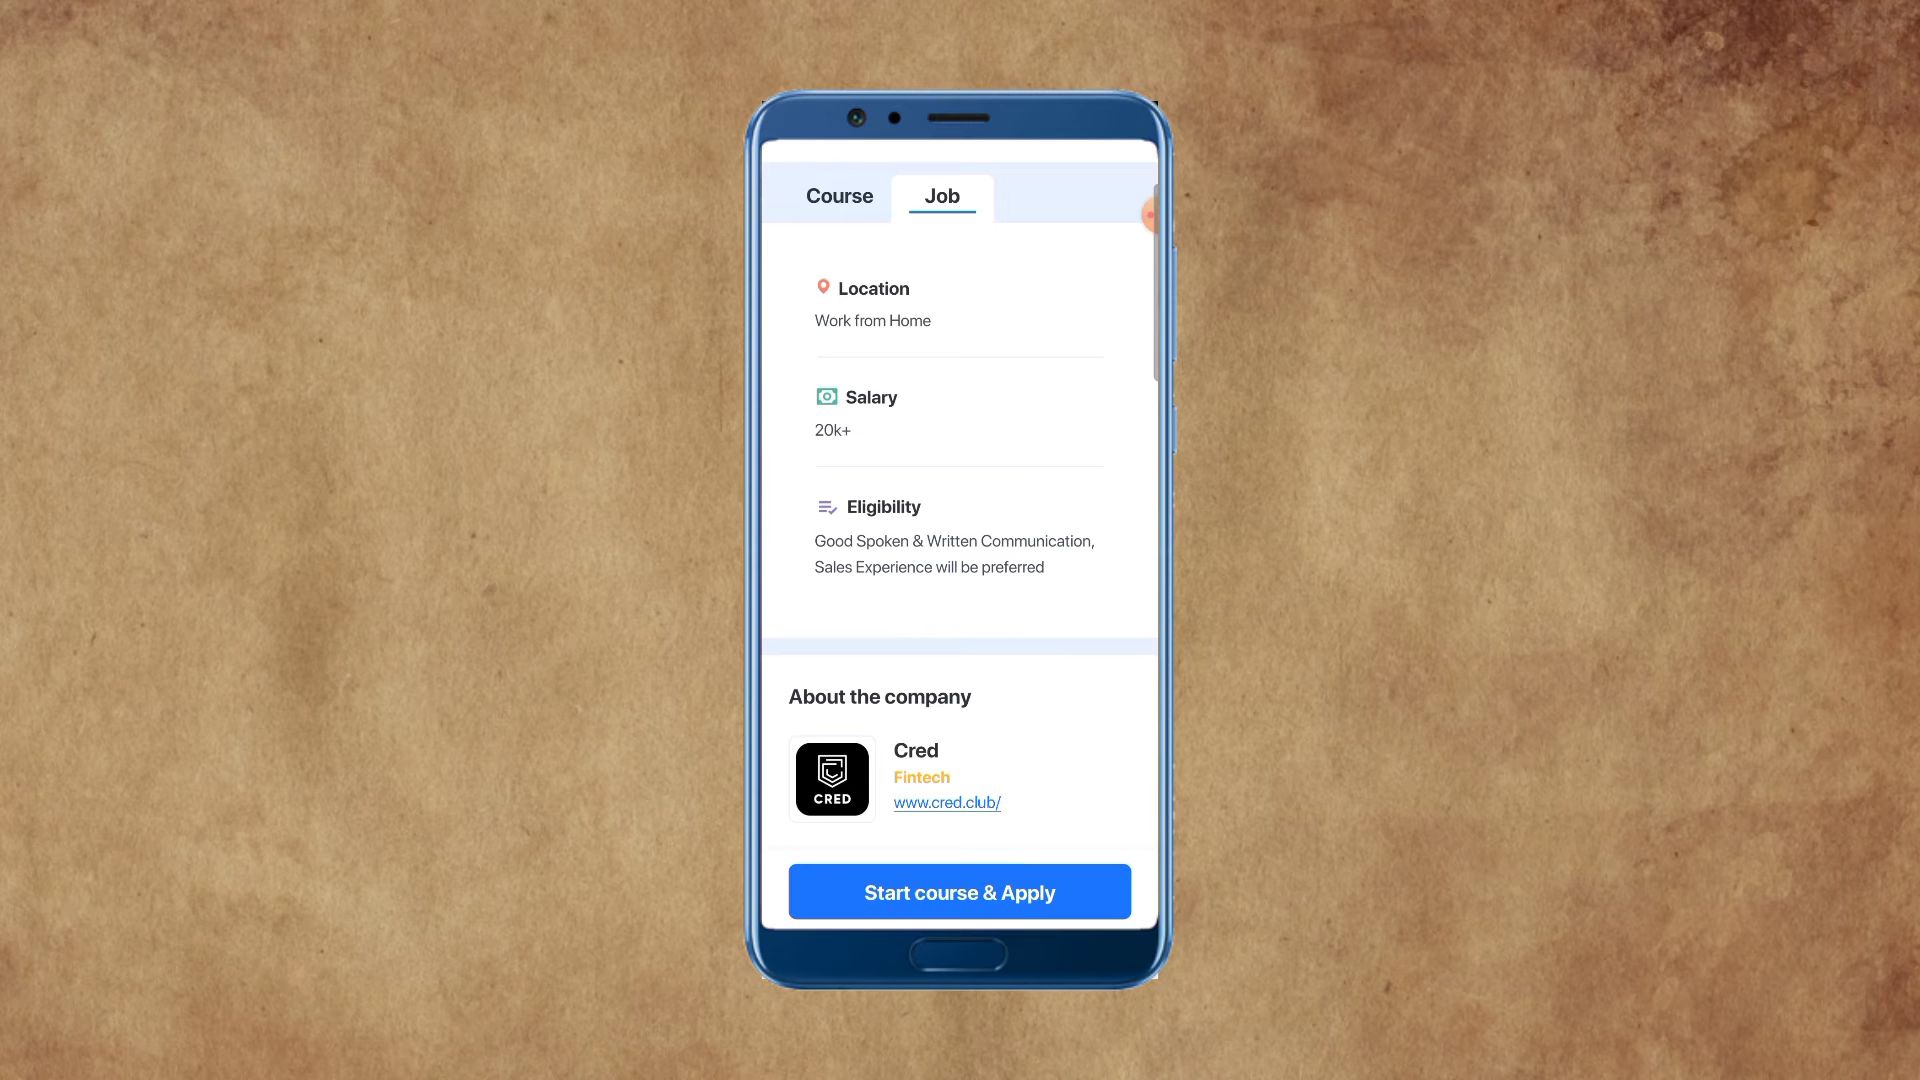 Course Job
Location
Work from Home
Salary
20k+
Eligibility
Good Spoken & Written Communication,
Sales Experience will be preferred
About the company
CRED
Cred
Fintech
www.cred.club/
Start course & Apply